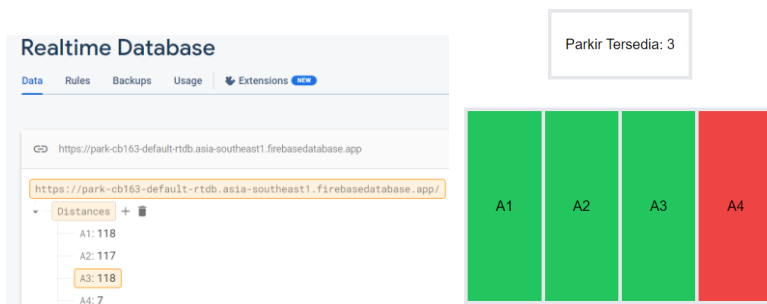 Realtime Database
Data Rules Backups Usage Extensions NEW
https://park-cb163-default-rtdb.asia-southeast1.firebasedatabase.app
https://park-cb163-default-rtdb.asia-southeast1.firebasedatabase.app/
Distances
A1: 118
A2: 117
A3: 118
A4: 7
Parkir Tersedia: 3
A1 A2 A3 A4